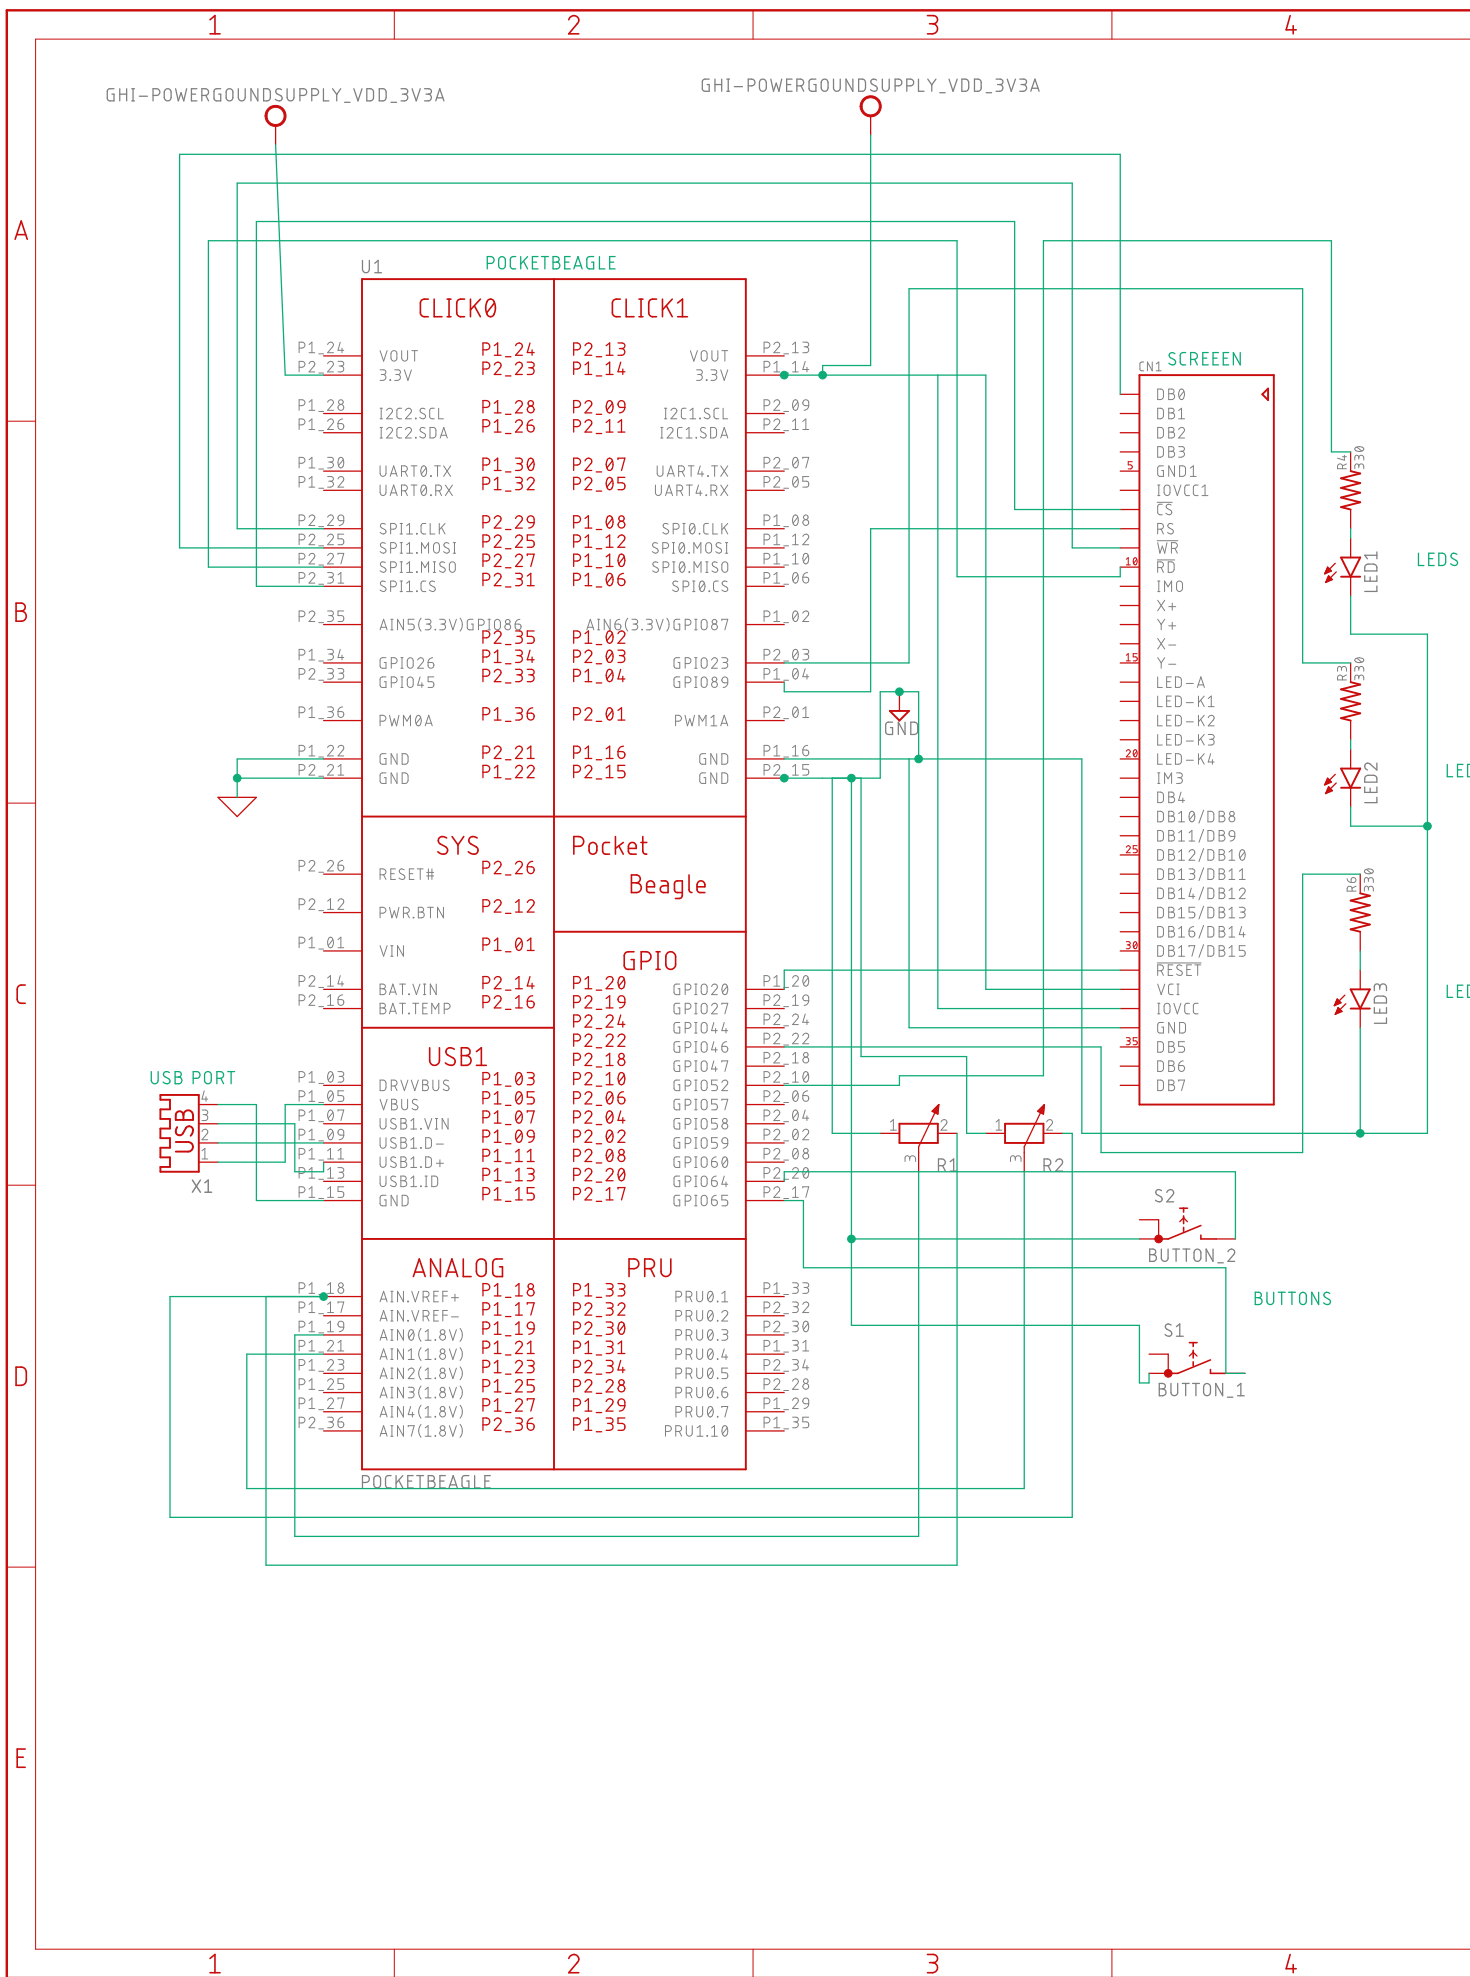 1 2 3 4
GHI-POWERGOUNDSUPPLY_VDD_3V3A
GHI-POWERGOUNDSUPPLY_VDD_3V3A
A
B
C
D
E
U1
POCKETBEAGLE
CLICK0
CLICK1
P1_24 VOUT P1_24 P2_13 VOUT P2_13
P2_23 3.3V P2_23 P1_14 3.3V P1_14
P1_28 I2C2.SCL P1_28 P2_09 I2C1.SCL P2_09
P1_26 I2C2.SDA P1_26 P2_11 I2C1.SDA P2_11
P1_30 UART0.TX P1_30 P2_07 UART4.TX P2_07
P1_32 UART0.RX P1_32 P2_05 UART4.RX P2_05
P2_29 SPI1.CLK P2_29 P1_08 SPI0.CLK P1_08
P2_25 SPI1.MOSI P2_25 P1_12 SPI0.MOSI P1_12
P2_27 SPI1.MISO P2_27 P1_10 SPI0.MISO P1_10
P2_31 SPI1.CS P2_31 P1_06 SPI0.CS P1_06
P2_35 AIN5(3.3V)GPIO86 AIN6(3.3V)GPIO87 P1_02
P2_35 P1_02
P1_34 GPIO26 P1_34 P2_03 GPIO23 P2_03
P2_33 GPIO45 P2_33 P1_04 GPIO89 P1_04
P1_36 PWM0A P1_36 P2_01 PWM1A P2_01
P1_22 GND P2_21 P1_16 GND P1_16
P2_21 GND P1_22 P2_15 GND P2_15
GND
SYS
Pocket
Beagle
P2_26 RESET# P2_26
P2_12 PWR.BTN P2_12
P1_01 VIN P1_01
P2_14 BAT.VIN P2_14
P2_16 BAT.TEMP P2_16
GPIO
P1_20 GPIO20 P1_20
P2_19 GPIO27 P2_19
P2_24 GPIO44 P2_24
P2_22 GPIO46 P2_22
P2_18 GPIO47 P2_18
P2_10 GPIO52 P2_10
P2_06 GPIO57 P2_06
P2_04 GPIO58 P2_04
P2_02 GPIO59 P2_02
P2_08 GPIO60 P2_08
P2_20 GPIO64 P2_20
P2_17 GPIO65 P2_17
USB1
P1_03 DRVVBUS P1_03
P1_05 VBUS P1_05
P1_07 USB1.VIN P1_07
P1_09 USB1.D- P1_09
P1_11 USB1.D+ P1_11
P1_13 USB1.ID P1_13
P1_15 GND P1_15
USB PORT
USB
4
3
2
1
X1
ANALOG
PRU
P1_18 AIN.VREF+ P1_18 P1_33 PRU0.1 P1_33
P1_17 AIN.VREF- P1_17 P2_32 PRU0.2 P2_32
P1_19 AIN0(1.8V) P1_19 P2_30 PRU0.3 P2_30
P1_21 AIN1(1.8V) P1_21 P1_31 PRU0.4 P1_31
P1_23 AIN2(1.8V) P1_23 P2_34 PRU0.5 P2_34
P1_25 AIN3(1.8V) P1_25 P2_28 PRU0.6 P2_28
P1_27 AIN4(1.8V) P1_27 P1_29 PRU0.7 P1_29
P2_36 AIN7(1.8V) P2_36 P1_35 PRU1.10 P1_35
POCKETBEAGLE
CN1
SCREEEN
DB0
DB1
DB2
DB3
5 GND1
IOVCC1
CS
RS
WR
10 RD
IMO
X+
Y+
X-
15 Y-
LED-A
LED-K1
LED-K2
LED-K3
20 LED-K4
IM3
DB4
DB10/DB8
DB11/DB9
25 DB12/DB10
DB13/DB11
DB14/DB12
DB15/DB13
DB16/DB14
30 DB17/DB15
RESET
VCI
IOVCC
GND
35 DB5
DB6
DB7
R4
330
LED1
LEDS
R3
330
LED2
LED
R6
330
LED3
LED
1 2 3 R1
1 2 3 R2
S2
BUTTON_2
BUTTONS
S1
BUTTON_1
1 2 3 4